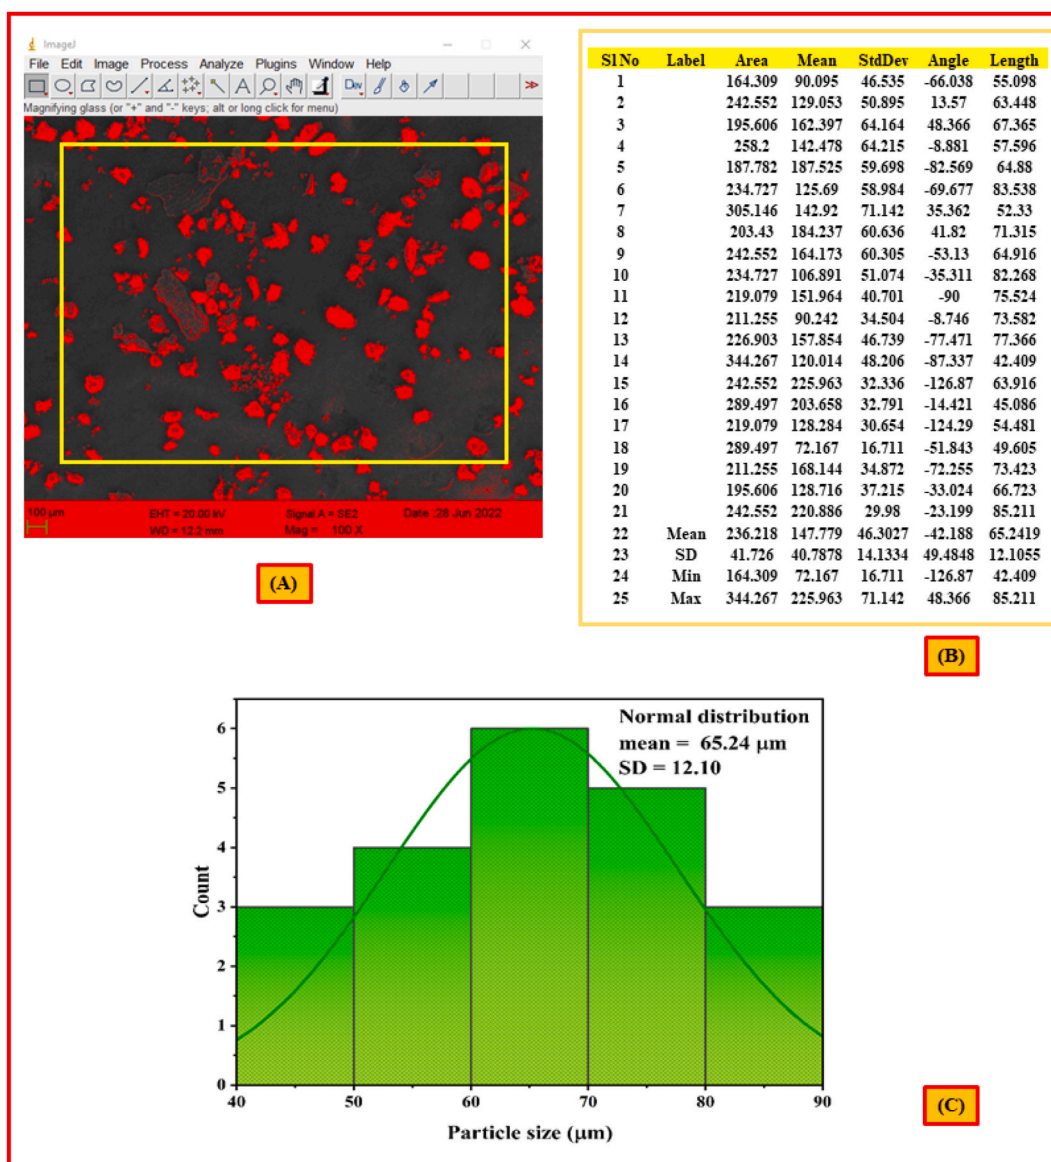 ImageJ
File Edit Image Process Analyze Plugins Window Help
Dev
Magnifying glass (or "+" and "-" keys; alt or long click for menu)
100 μm EHT = 20.00 kV Signal A = SE2 Date :28 Jun 2022
WD = 12.2 mm Mag = 100 X
(A)
Sl No Label Area Mean StdDev Angle Length
1 164.309 90.095 46.535 -66.038 55.098
2 242.552 129.053 50.895 13.57 63.448
3 195.606 162.397 64.164 48.366 67.365
4 258.2 142.478 64.215 -8.881 57.596
5 187.782 187.525 59.698 -82.569 64.88
6 234.727 125.69 58.984 -69.677 83.538
7 305.146 142.92 71.142 35.362 52.33
8 203.43 184.237 60.636 41.82 71.315
9 242.552 164.173 60.305 -53.13 64.916
10 234.727 106.891 51.074 -35.311 82.268
11 219.079 151.964 40.701 -90 75.524
12 211.255 90.242 34.504 -8.746 73.582
13 226.903 157.854 46.739 -77.471 77.366
14 344.267 120.014 48.206 -87.337 42.409
15 242.552 225.963 32.336 -126.87 63.916
16 289.497 203.658 32.791 -14.421 45.086
17 219.079 128.284 30.654 -124.29 54.481
18 289.497 72.167 16.711 -51.843 49.605
19 211.255 168.144 34.872 -72.255 73.423
20 195.606 128.716 37.215 -33.024 66.723
21 242.552 220.886 29.98 -23.199 85.211
22 Mean 236.218 147.779 46.3027 -42.188 65.2419
23 SD 41.726 40.7878 14.1334 49.4848 12.1055
24 Min 164.309 72.167 16.711 -126.87 42.409
25 Max 344.267 225.963 71.142 48.366 85.211
(B)
Normal distribution
mean = 65.24 μm
SD = 12.10
6
5
4
3
2
1
0
Count
40 50 60 70 80 90
Particle size (μm)
(C)